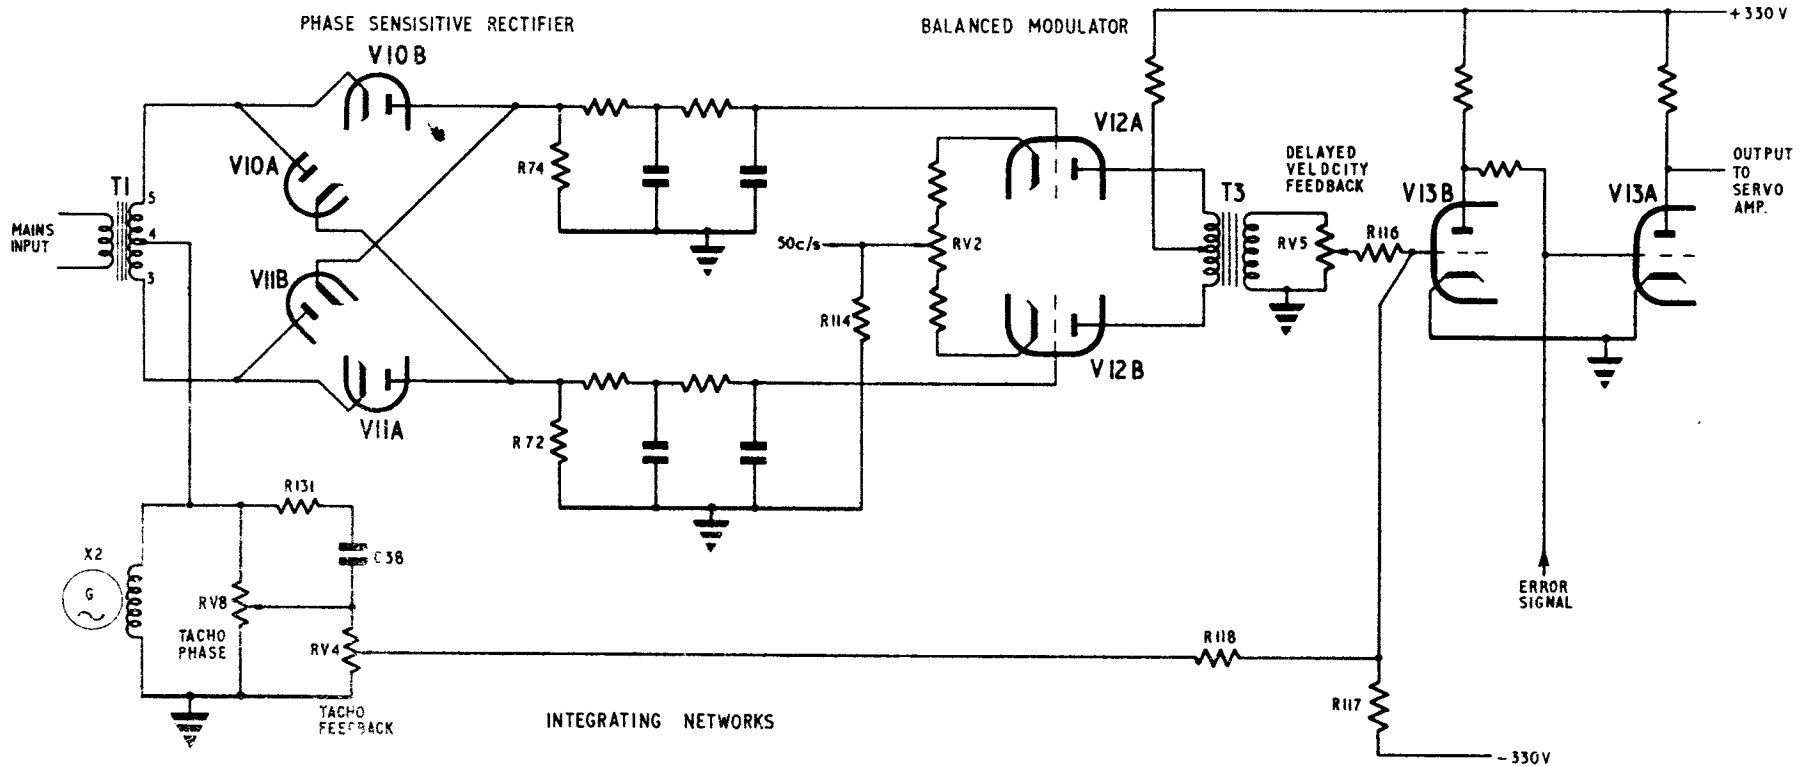 PHASE SENSISITIVE RECTIFIER
BALANCED MODULATOR
+330V
V10B
V12A
V10A
R74
DELAYED
VELOCITY
FEEDBACK
OUTPUT
TO
SERVO
AMP.
T1
5
4
3
MAINS
INPUT
T3
V13B
V13A
50c/s
RV2
RV5
R116
V11B
R114
V12B
V11A
R72
R131
X2
G
C38
RV8
TACHO
PHASE
RV4
ERROR
SIGNAL
R118
R117
TACHO
FEEDBACK
INTEGRATING NETWORKS
-330V